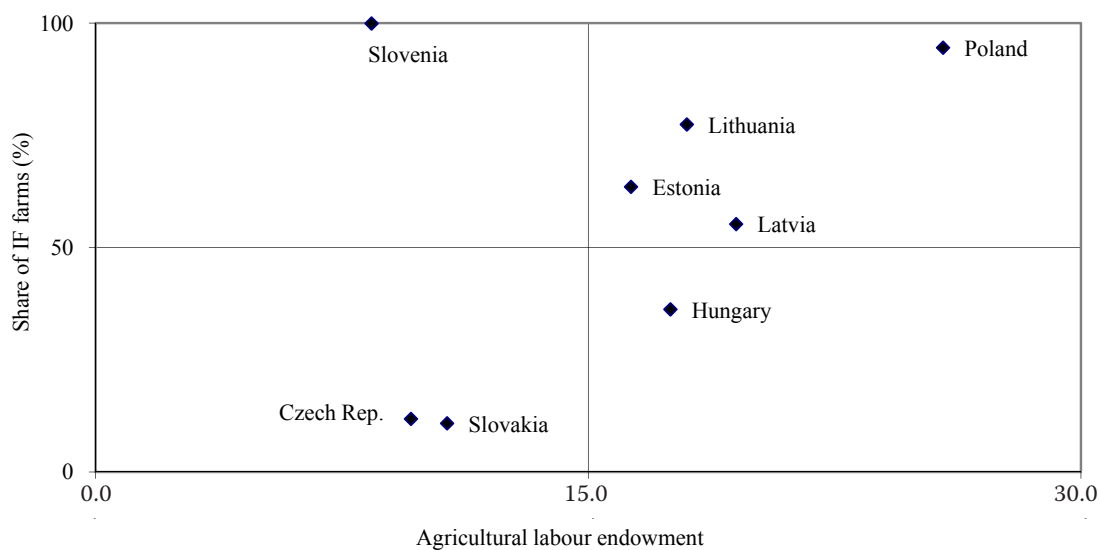 100
Slovenia
Poland
Lithuania
Estonia
Latvia
Share of IF farms (%)
50
Hungary
Czech Rep.
Slovakia
0
0.0
15.0
30.0
Agricultural labour endowment